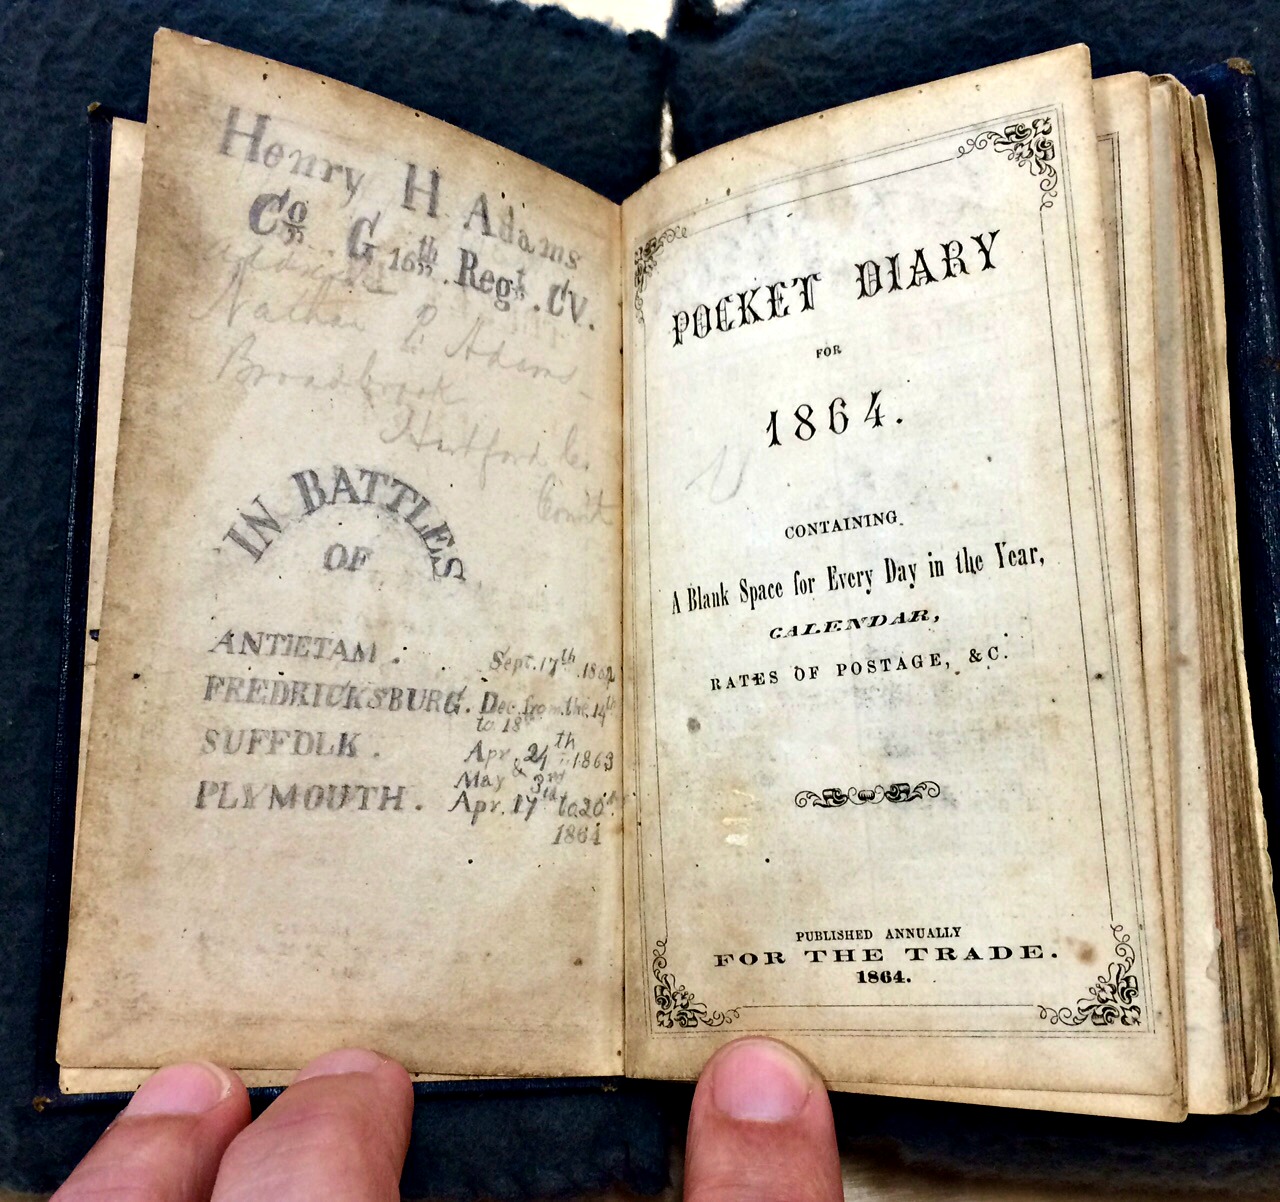 Henry H Adams
Co. G 16th Regt. CV.
Nathan P. Adams
Broadbrook
Hartford Co.
Connt
IN BATTLES
OF
ANTIETAM. Sept. 17th. 1862
FREDRICKSBURG. Dec. from. the. 14th
to 18th
SUFFOLK. Apr. 24th 1863
May & 3rd
PLYMOUTH. Apr. 17th to 20th
1864
POCKET DIARY
FOR
1864.
CONTAINING
A Blank Space for Every Day in the Year,
CALENDAR,
RATES OF POSTAGE, &C.
PUBLISHED ANNUALLY
FOR THE TRADE.
1864.